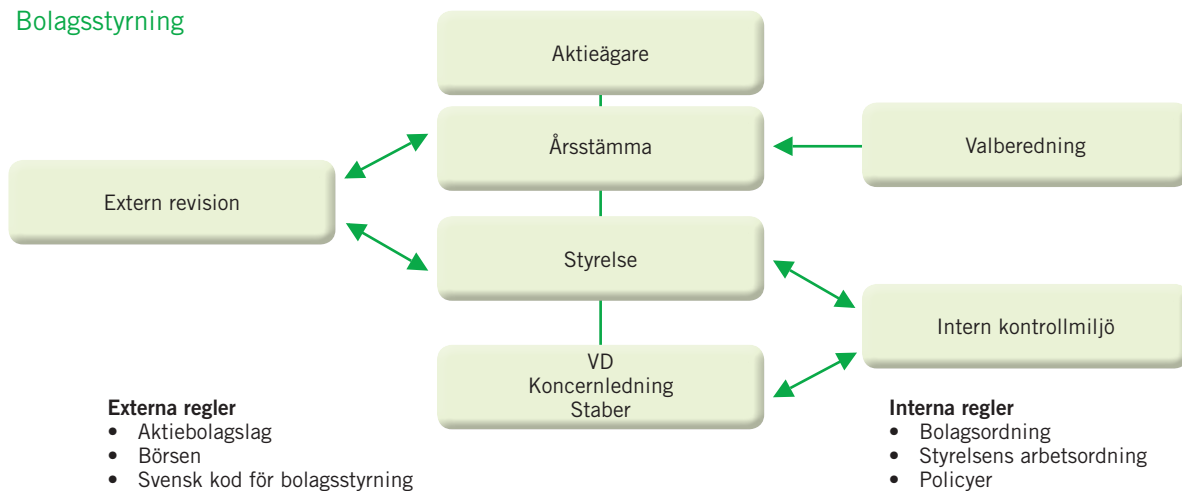 Bolagsstyrning
Aktieägare
Årsstämma
Valberedning
Extern revision
Styrelse
Intern kontrollmiljö
VD
Koncernledning
Staber
Externa regler
• Aktiebolagslag
• Börsen
• Svensk kod för bolagsstyrning
Interna regler
• Bolagsordning
• Styrelsens arbetsordning
• Policyer